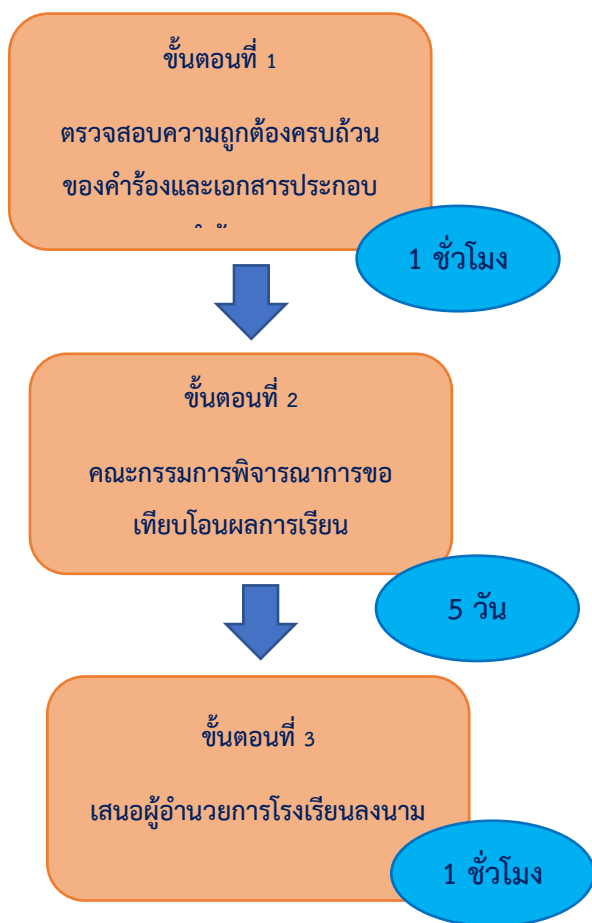 ขั้นตอนที่ 1
ตรวจสอบความถูกต้องครบถ้วน
ของคำร้องและเอกสารประกอบ
1 ชั่วโมง
ขั้นตอนที่ 2
คณะกรรมการพิจารณาการขอ
เทียบโอนผลการเรียน
5 วัน
ขั้นตอนที่ 3
เสนอผู้อำนวยการโรงเรียนลงนาม
1 ชั่วโมง